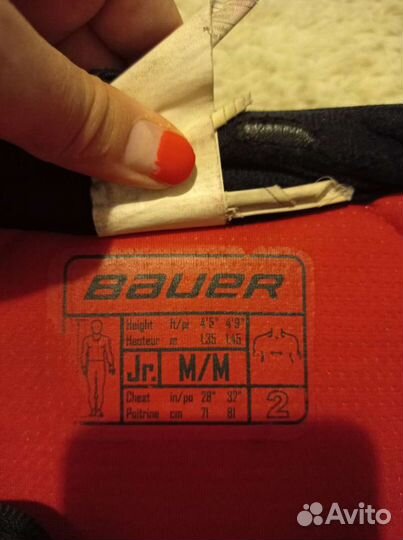 BAUER
Height ft/pi 4'5" 4'9"
Hauteur m 1.35 1.45
Jr. M/M
Chest in/po 28" 32"
Poitrine cm 71 81
2
Avito